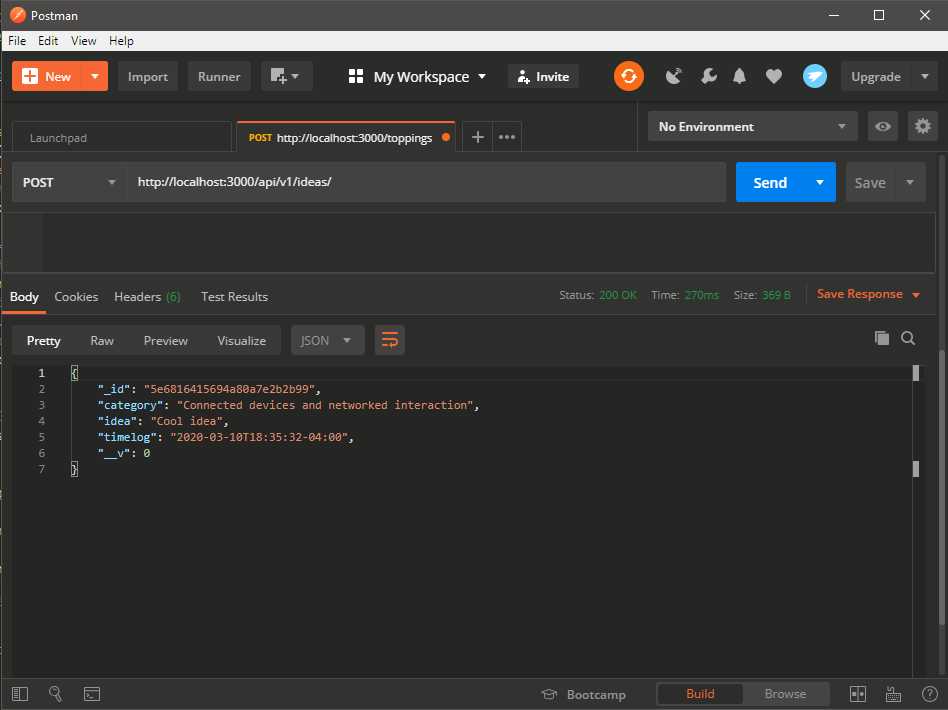 Postman
File Edit View Help
New Import Runner My Workspace Invite Upgrade
Launchpad POST http://localhost:3000/toppings No Environment
POST http://localhost:3000/api/v1/ideas/ Send Save
Body Cookies Headers (6) Test Results Status: 200 OK Time: 270ms Size: 369 B Save Response
Pretty Raw Preview Visualize JSON
1 {
2 "_id": "5e6816415694a80a7e2b2b99",
3 "category": "Connected devices and networked interaction",
4 "idea": "Cool idea",
5 "timelog": "2020-03-10T18:35:32-04:00",
6 "__v": 0
7 }
Bootcamp Build Browse